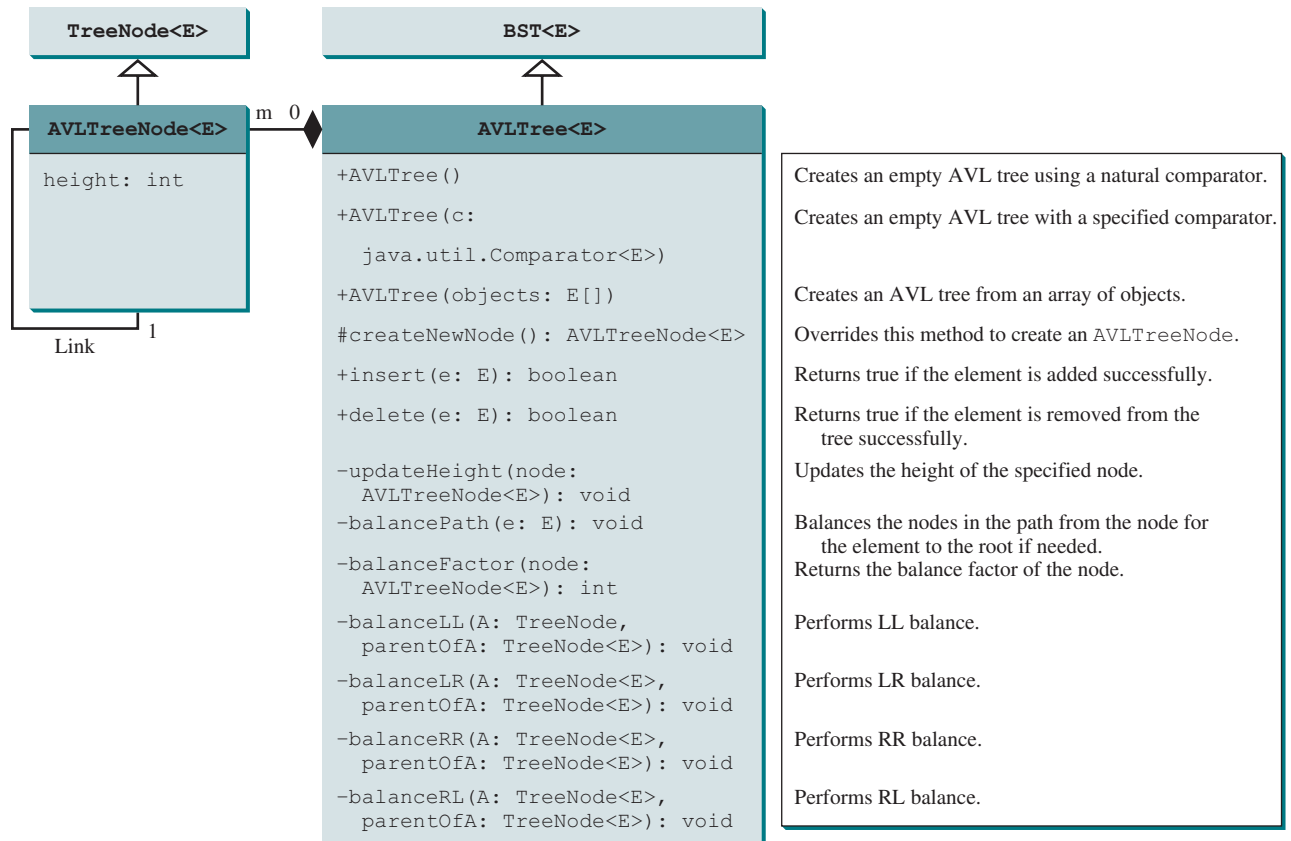 TreeNode<E>
BST<E>
AVLTreeNode<E>
m 0
AVLTree<E>
height: int
1
Link
+AVLTree()
Creates an empty AVL tree using a natural comparator.
+AVLTree(c:
java.util.Comparator<E>)
Creates an empty AVL tree with a specified comparator.
+AVLTree(objects: E[])
Creates an AVL tree from an array of objects.
#createNewNode(): AVLTreeNode<E>
Overrides this method to create an AVLTreeNode.
+insert(e: E): boolean
Returns true if the element is added successfully.
+delete(e: E): boolean
Returns true if the element is removed from the
tree successfully.
-updateHeight(node:
AVLTreeNode<E>): void
Updates the height of the specified node.
-balancePath(e: E): void
Balances the nodes in the path from the node for
the element to the root if needed.
-balanceFactor(node:
AVLTreeNode<E>): int
Returns the balance factor of the node.
-balanceLL(A: TreeNode,
parentOfA: TreeNode<E>): void
Performs LL balance.
-balanceLR(A: TreeNode<E>,
parentOfA: TreeNode<E>): void
Performs LR balance.
-balanceRR(A: TreeNode<E>,
parentOfA: TreeNode<E>): void
Performs RR balance.
-balanceRL(A: TreeNode<E>,
parentOfA: TreeNode<E>): void
Performs RL balance.